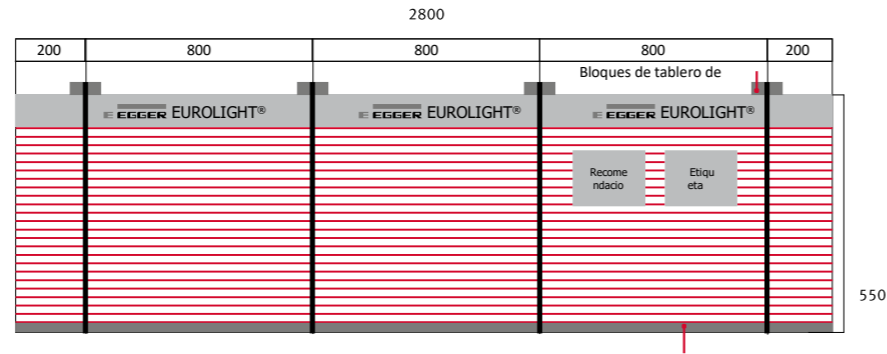 2800
200 800 800 800 200
Bloques de tablero de
E EGGER EUROLIGHT® E EGGER EUROLIGHT® E EGGER EUROLIGHT®
Recome
ndacio
Etiqu
eta
550